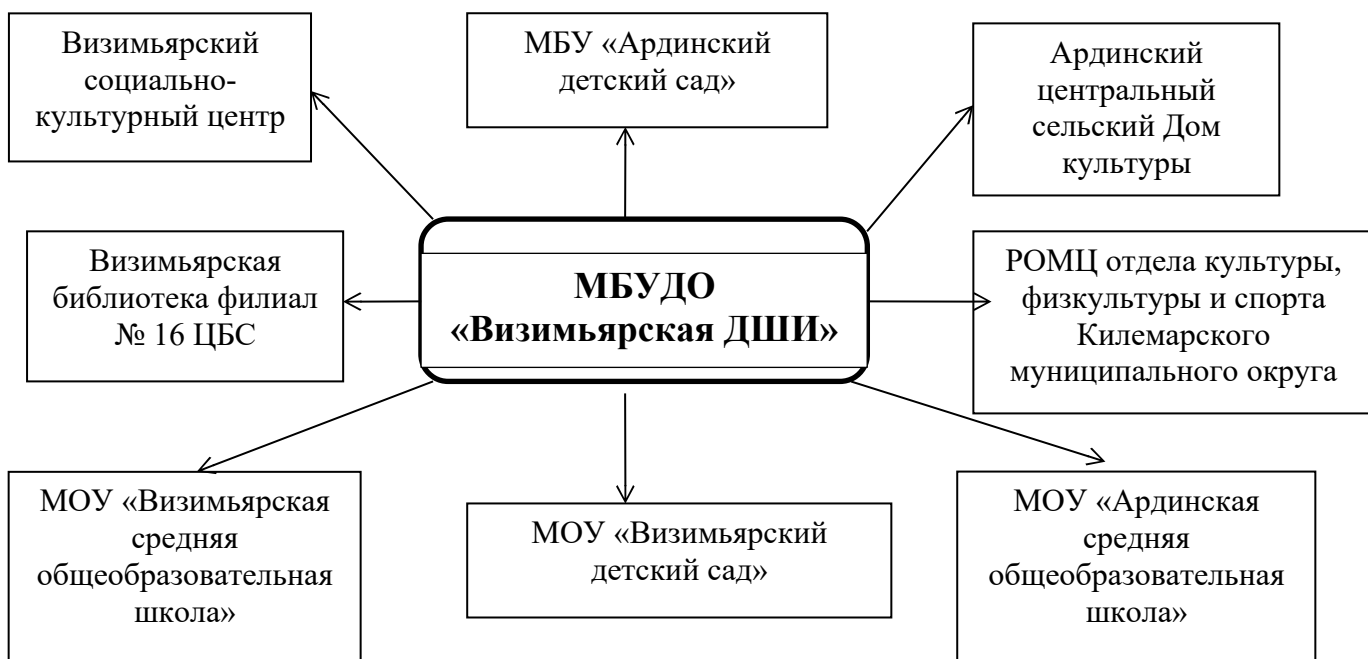 Визимьярский
социально-
культурный центр
МБУ «Ардинский
детский сад»
Ардинский
центральный
сельский Дом
культуры
Визимьярская
библиотека филиал
№ 16 ЦБС
МБУДО
«Визимьярская ДШИ»
РОМЦ отдела культуры,
физкультуры и спорта
Килемарского
муниципального округа
МОУ «Визимьярская
средняя
общеобразовательная
школа»
МОУ «Визимьярский
детский сад»
МОУ «Ардинская
средняя
общеобразовательная
школа»